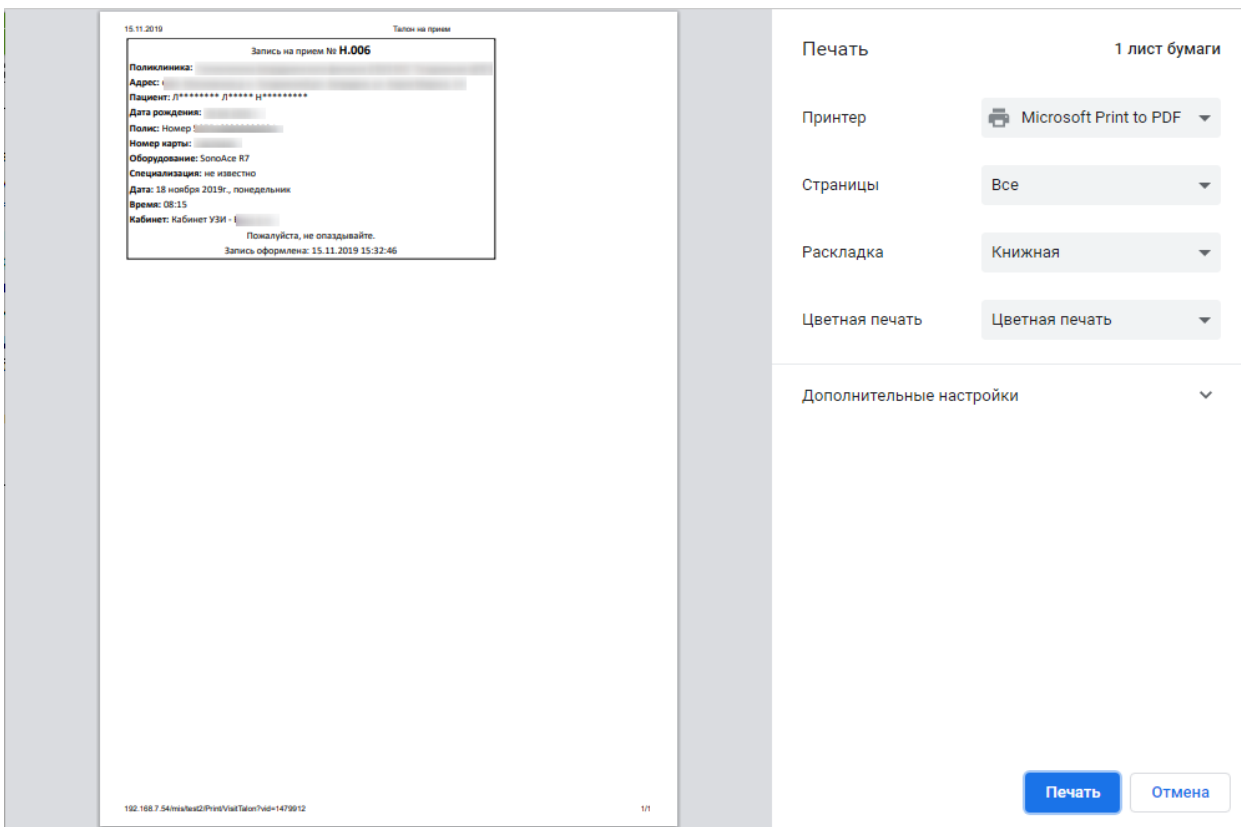 15.11.2019 Талон на прием
Запись на прием № Н.006
Поликлиника:
Адрес:
Пациент: Л******** Л***** Н*********
Дата рождения:
Полис: Номер
Номер карты:
Оборудование: SonoAce R7
Специализация: не известно
Дата: 18 ноября 2019г., понедельник
Время: 08:15
Кабинет: Кабинет УЗИ -
Пожалуйста, не опаздывайте.
Запись оформлена: 15.11.2019 15:32:46
192.168.7.54/mis/test2/Print/VisitTalon?vid=1479912 1/1
Печать 1 лист бумаги
Принтер Microsoft Print to PDF
Страницы Все
Раскладка Книжная
Цветная печать Цветная печать
Дополнительные настройки
Печать Отмена